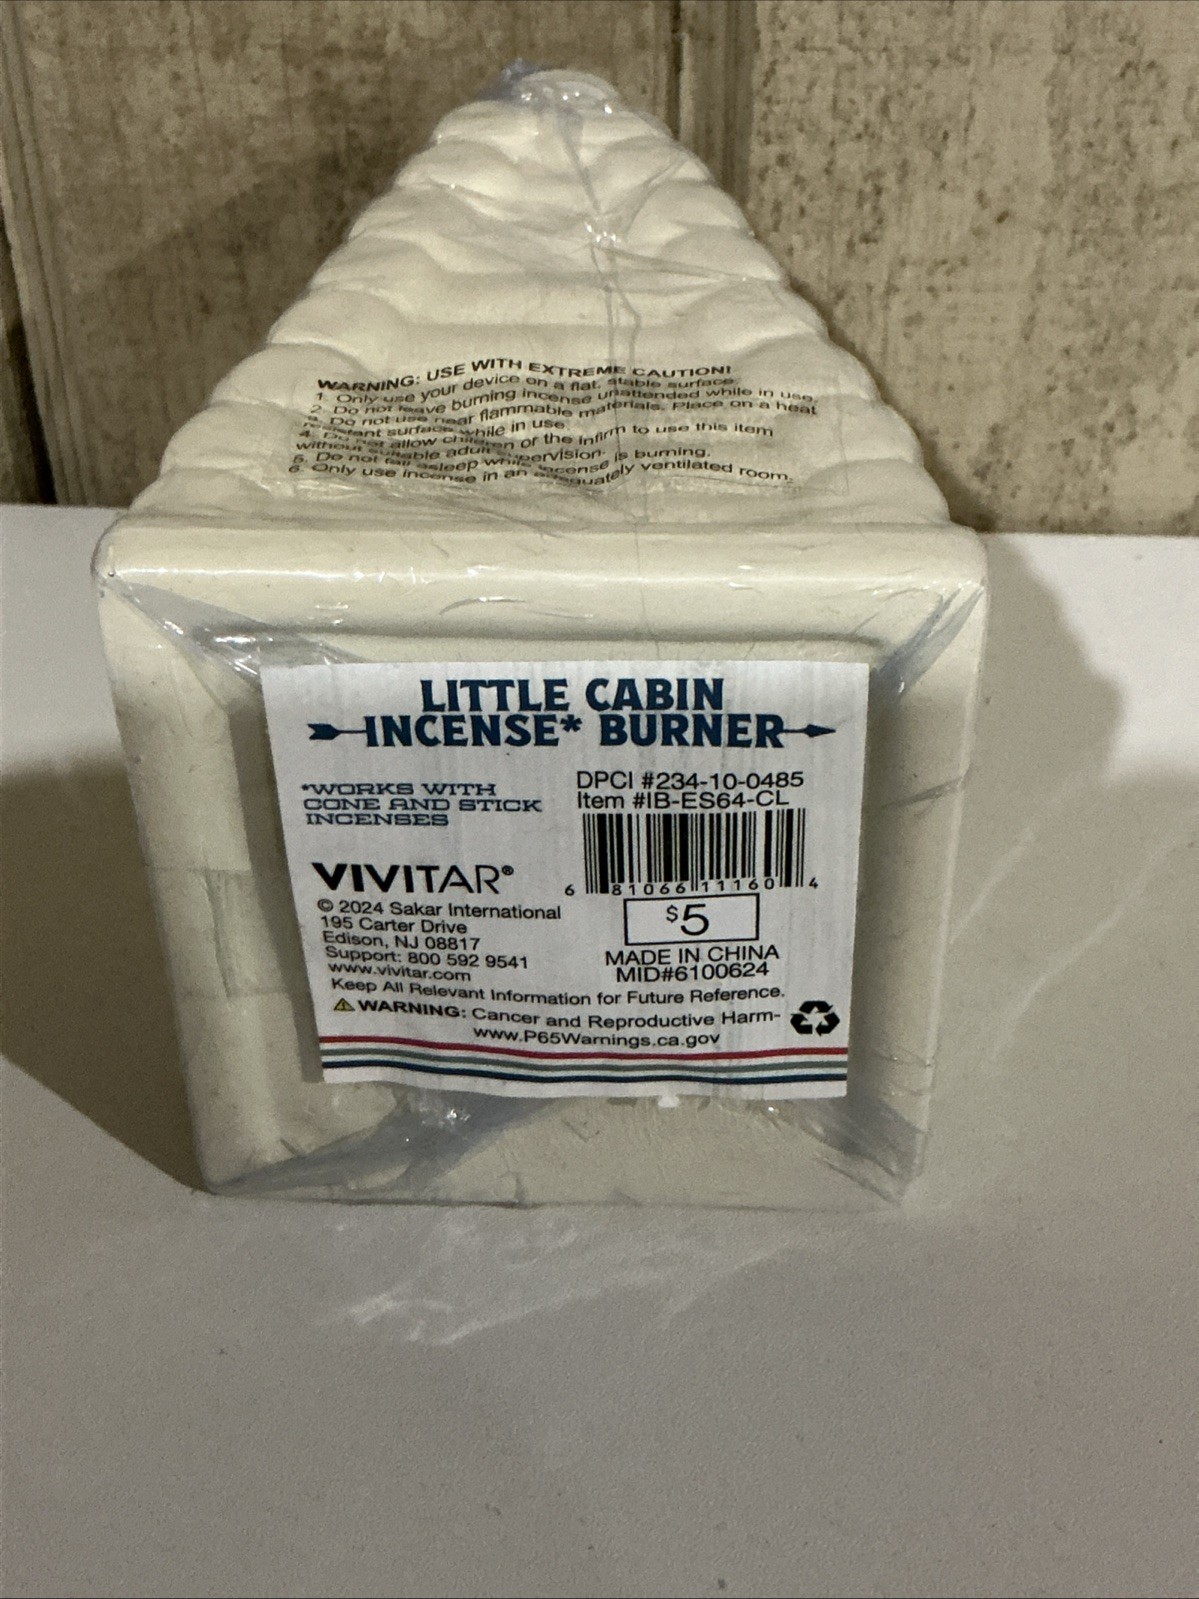 WARNING: USE WITH EXTREME CAUTION!
1. Only use your device on a flat, stable surface.
2. Do not leave burning incense unattended while in use.
3. Do not use near flammable materials. Place on a heat
resistant surface while in use.
4. Do not allow children or the infirm to use this item
without suitable adult supervision.
5. Do not fall asleep while incense is burning.
6. Only use incense in an adequately ventilated room.
LITTLE CABIN
INCENSE* BURNER
*WORKS WITH
CONE AND STICK
INCENSES
DPCI #234-10-0485
Item #IB-ES64-CL
6 81066 11160 4
$5
MADE IN CHINA
MID#6100624
VIVITAR®
© 2024 Sakar International
195 Carter Drive
Edison, NJ 08817
Support: 800 592 9541
www.vivitar.com
Keep All Relevant Information for Future Reference.
⚠ WARNING: Cancer and Reproductive Harm-
www.P65Warnings.ca.gov